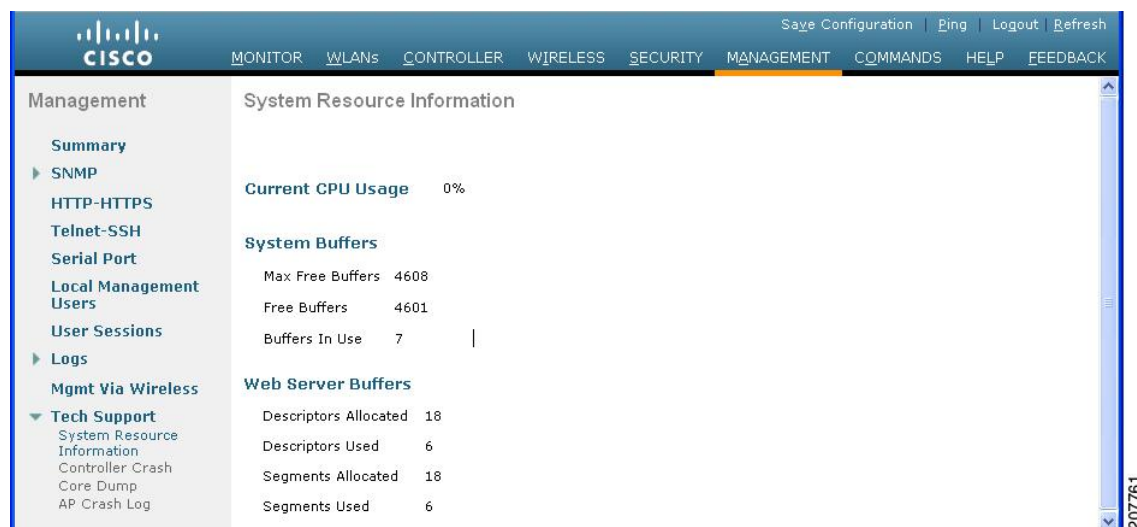 Save Configuration | Ping | Logout | Refresh
CISCO
MONITOR WLANs CONTROLLER WIRELESS SECURITY MANAGEMENT COMMANDS HELP FEEDBACK
Management
Summary
SNMP
HTTP-HTTPS
Telnet-SSH
Serial Port
Local Management
Users
User Sessions
Logs
Mgmt Via Wireless
Tech Support
System Resource
Information
Controller Crash
Core Dump
AP Crash Log
System Resource Information
Current CPU Usage 0%
System Buffers
Max Free Buffers 4608
Free Buffers 4601
Buffers In Use 7
Web Server Buffers
Descriptors Allocated 18
Descriptors Used 6
Segments Allocated 18
Segments Used 6
207761